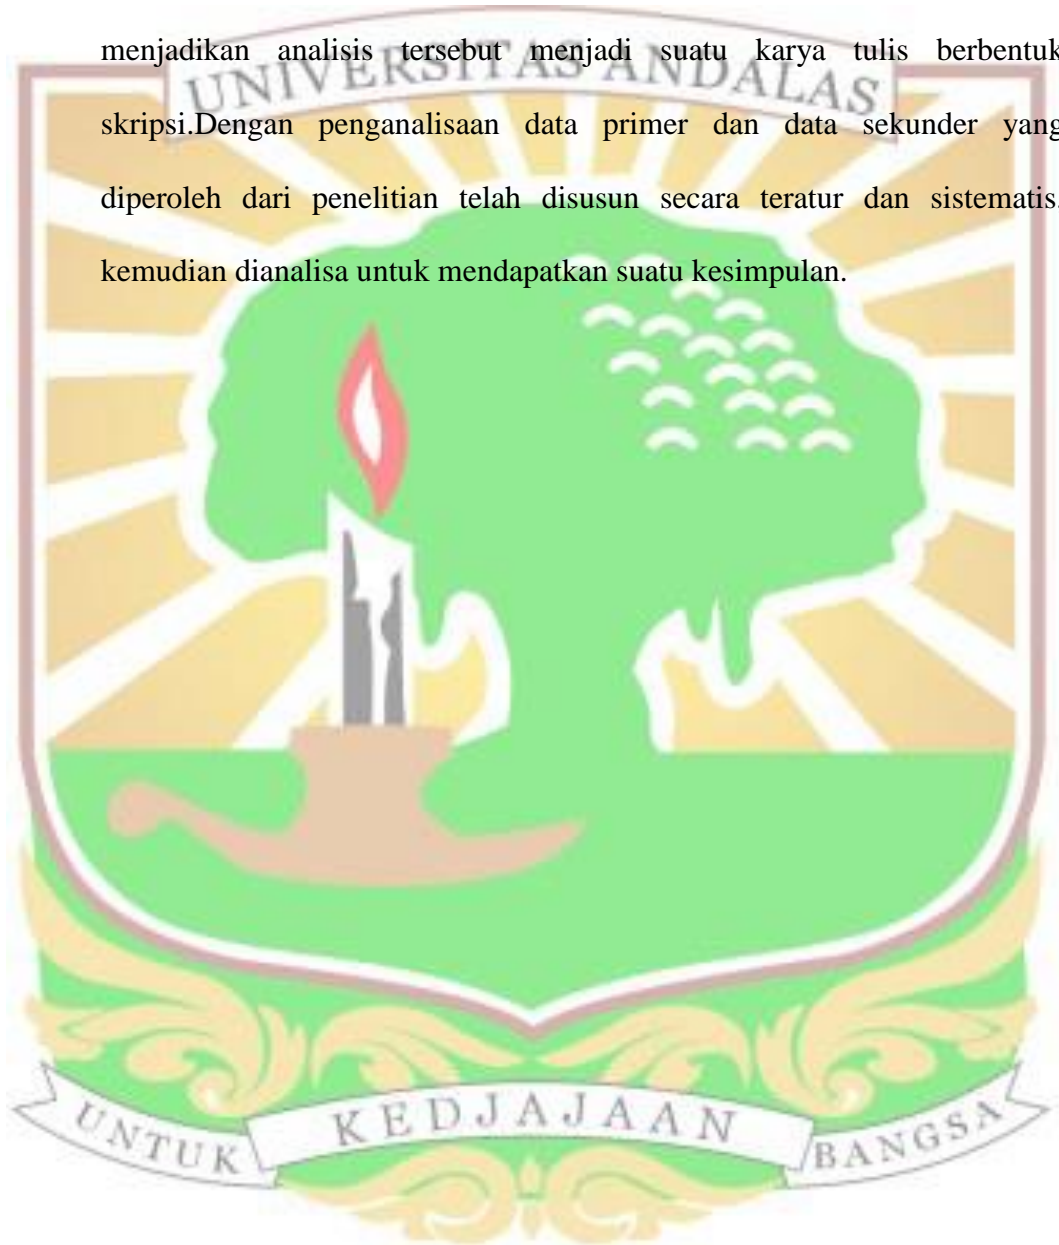 menjadikan analisis tersebut menjadi suatu karya tulis berbentuk
UNIVERSITAS ANDALAS
skripsi.Dengan penganalisaan data primer dan data sekunder yang
diperoleh dari penelitian telah disusun secara teratur dan sistematis,
kemudian dianalisa untuk mendapatkan suatu kesimpulan.
UNTUK KEDJAJAAN BANGSA